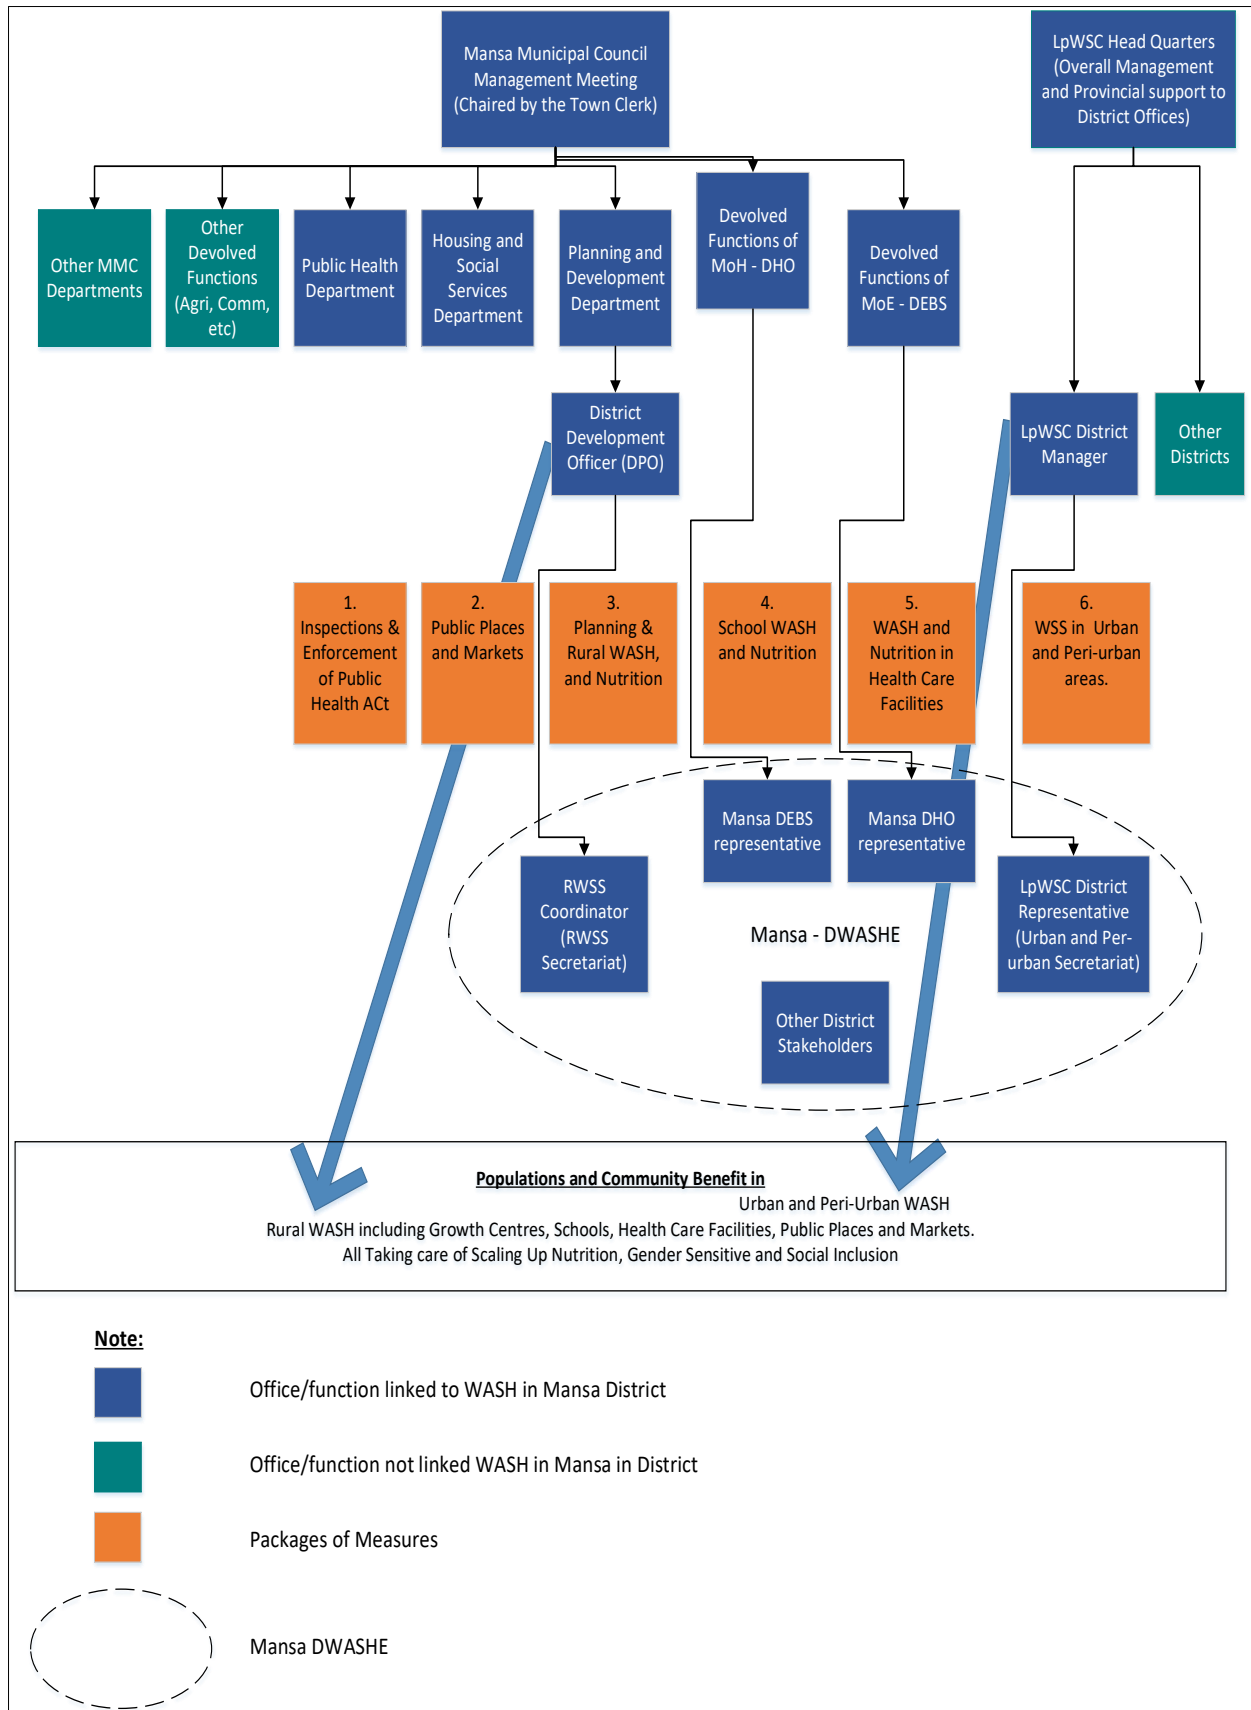 Mansa Municipal Council
Management Meeting
(Chaired by the Town Clerk)
LpWSC Head Quarters
(Overall Management
and Provincial support to
District Offices)
Other MMC
Departments
Other
Devolved
Functions
(Agri, Comm,
etc)
Public Health
Department
Housing and
Social
Services
Department
Planning and
Development
Department
Devolved
Functions of
MoH - DHO
Devolved
Functions of
MoE - DEBS
District
Development
Officer (DPO)
LpWSC District
Manager
Other
Districts
1.
Inspections &
Enforcement
of Public
Health ACt
2.
Public Places
and Markets
3.
Planning &
Rural WASH,
and Nutrition
4.
School WASH
and Nutrition
5.
WASH and
Nutrition in
Health Care
Facilities
6.
WSS in Urban
and Peri-urban
areas.
Mansa DEBS
representative
Mansa DHO
representative
RWSS
Coordinator
(RWSS
Secretariat)
LpWSC District
Representative
(Urban and Per-
urban Secretariat)
Mansa - DWASHE
Other District
Stakeholders
Populations and Community Benefit in
Urban and Peri-Urban WASH
Rural WASH including Growth Centres, Schools, Health Care Facilities, Public Places and Markets.
All Taking care of Scaling Up Nutrition, Gender Sensitive and Social Inclusion
Note:
Office/function linked to WASH in Mansa District
Office/function not linked WASH in Mansa in District
Packages of Measures
Mansa DWASHE